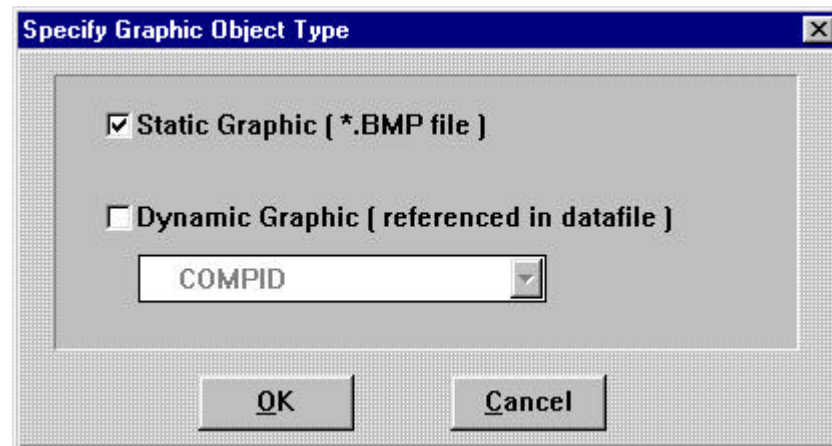 Specify Graphic Object Type
Static Graphic ( *.BMP file )
Dynamic Graphic ( referenced in datafile )
COMPID
OK
Cancel